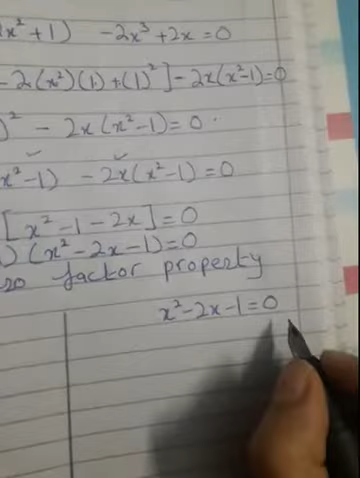 x² + 1) - 2x³ + 2x = 0
- 2(x²)(1) + (1)²] - 2x(x²-1) = 0
)² - 2x(x²-1) = 0
x²-1) - 2x(x²-1) = 0
[x² - 1 - 2x] = 0
) (x² - 2x - 1) = 0
ro factor property
x² - 2x - 1 = 0